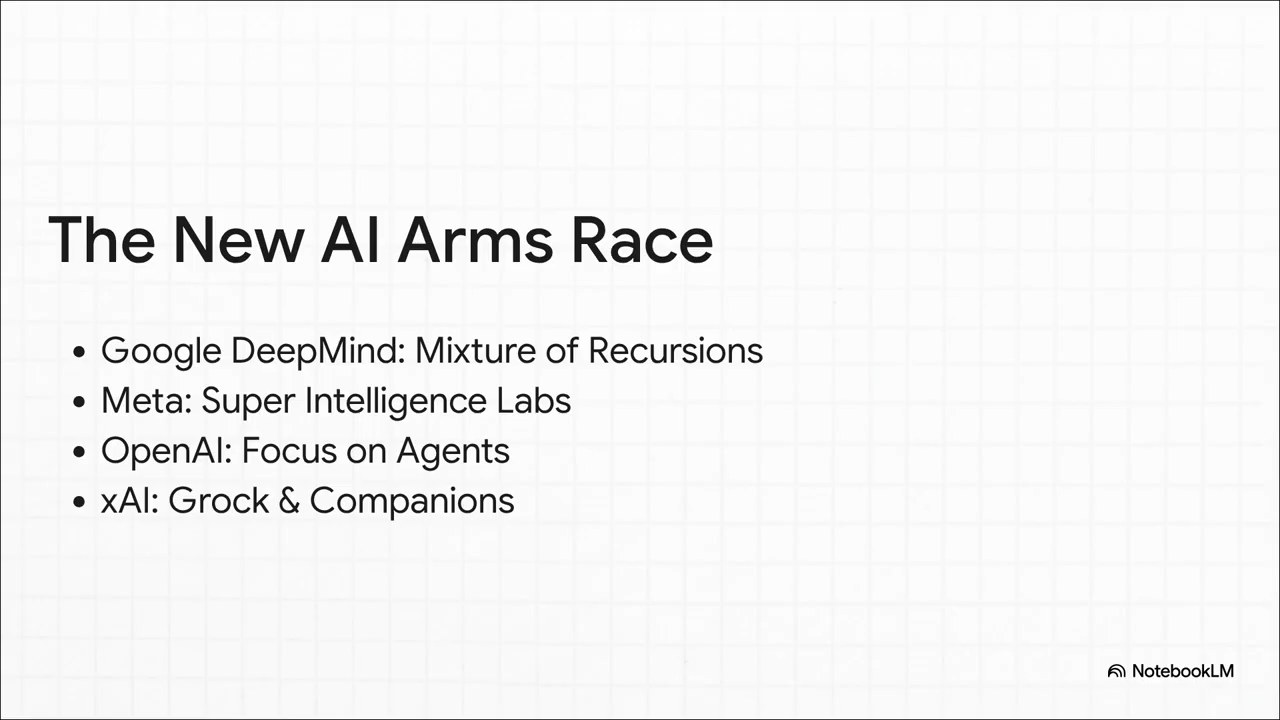 The New AI Arms Race
• Google DeepMind: Mixture of Recursions
• Meta: Super Intelligence Labs
• OpenAI: Focus on Agents
• xAI: Grock & Companions
NotebookLM